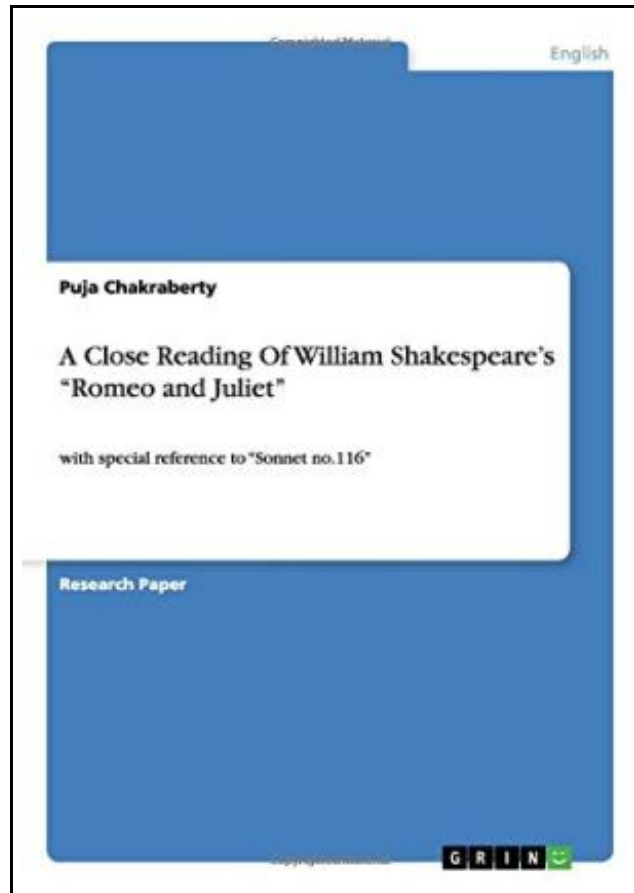 English
Puja Chakraberty
A Close Reading Of William Shakespeare's
“Romeo and Juliet”
with special reference to “Sonnet no.116”
Research Paper
GRIN